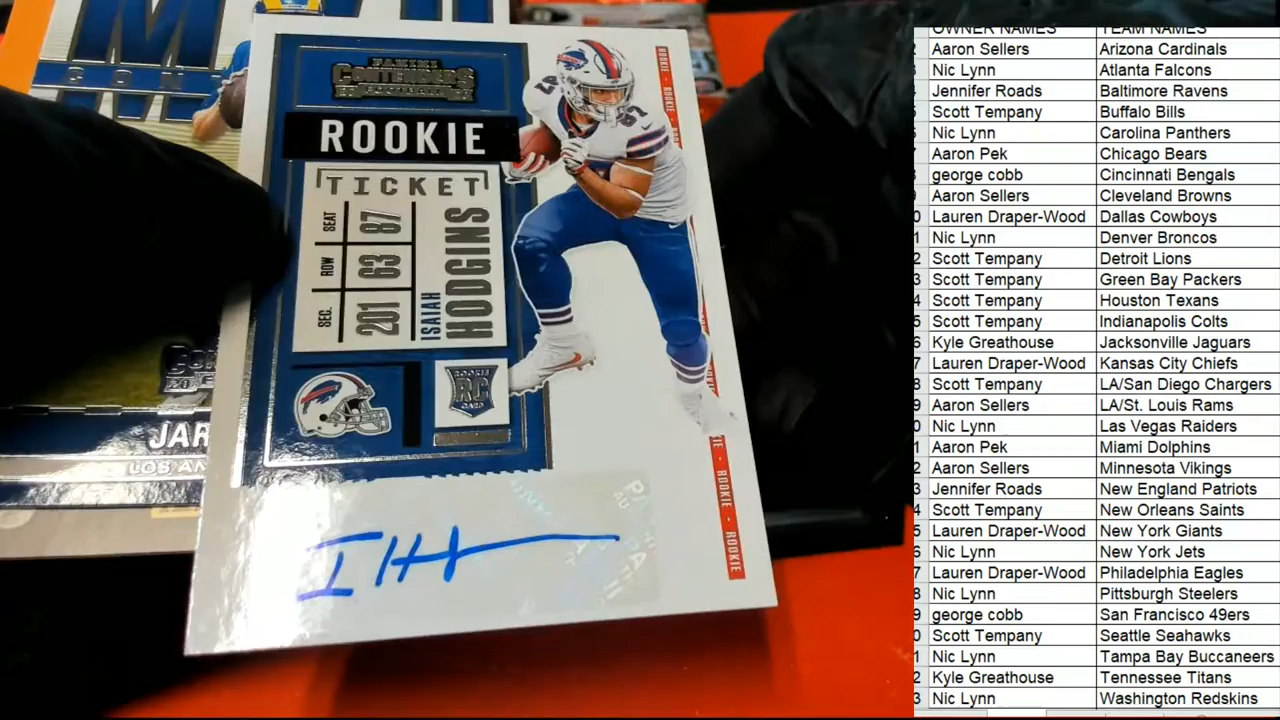 PANINI
CONTENDERS
FOOTBALL
ROOKIE
TICKET
SEAT 87
ROW 63
SEC. 201
ISAIAH
HODGINS
ROOKIE
RC
CARD
87
ROOKIE · ROOKIE
ROOKIE · ROOKIE
JAR
LOS AN
OWNER NAMES TEAM NAMES
Aaron Sellers Arizona Cardinals
Nic Lynn Atlanta Falcons
Jennifer Roads Baltimore Ravens
Scott Tempany Buffalo Bills
Nic Lynn Carolina Panthers
Aaron Pek Chicago Bears
george cobb Cincinnati Bengals
Aaron Sellers Cleveland Browns
Lauren Draper-Wood Dallas Cowboys
Nic Lynn Denver Broncos
Scott Tempany Detroit Lions
Scott Tempany Green Bay Packers
Scott Tempany Houston Texans
Scott Tempany Indianapolis Colts
Kyle Greathouse Jacksonville Jaguars
Lauren Draper-Wood Kansas City Chiefs
Scott Tempany LA/San Diego Chargers
Aaron Sellers LA/St. Louis Rams
Nic Lynn Las Vegas Raiders
Aaron Pek Miami Dolphins
Aaron Sellers Minnesota Vikings
Jennifer Roads New England Patriots
Scott Tempany New Orleans Saints
Lauren Draper-Wood New York Giants
Nic Lynn New York Jets
Lauren Draper-Wood Philadelphia Eagles
Nic Lynn Pittsburgh Steelers
george cobb San Francisco 49ers
Scott Tempany Seattle Seahawks
Nic Lynn Tampa Bay Buccaneers
Kyle Greathouse Tennessee Titans
Nic Lynn Washington Redskins